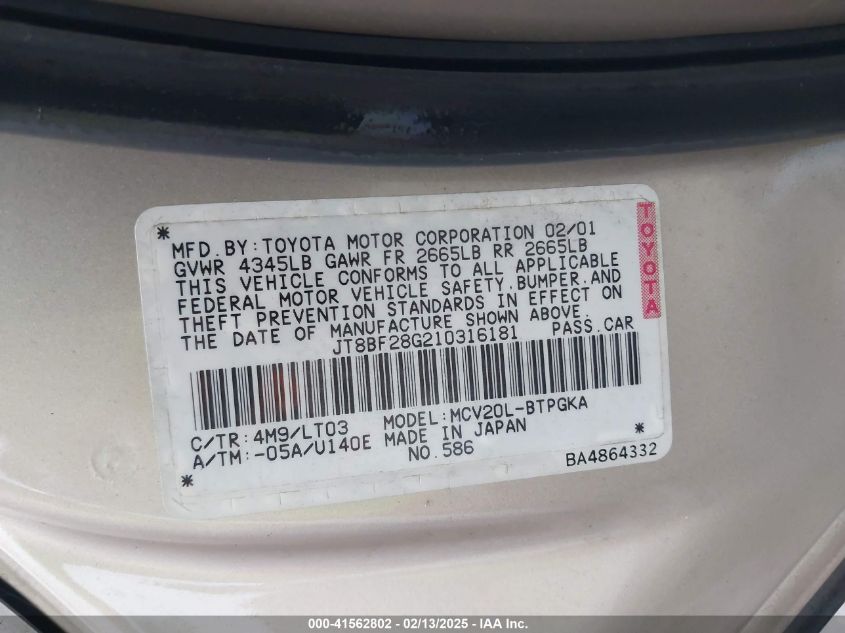 MFD. BY: TOYOTA MOTOR CORPORATION 02/01
GVWR 4345LB GAWR FR 2665LB RR 2665LB
THIS VEHICLE CONFORMS TO ALL APPLICABLE
FEDERAL MOTOR VEHICLE SAFETY, BUMPER, AND
THEFT PREVENTION STANDARDS IN EFFECT ON
THE DATE OF MANUFACTURE SHOWN ABOVE.
JT8BF28G210316181 PASS. CAR
TOYOTA
C/TR: 4M9/LT03 MODEL: MCV20L-BTPGKA
A/TM: -05A/U140E MADE IN JAPAN
NO. 586
BA4864332
000-41562802 - 02/13/2025 - IAA Inc.